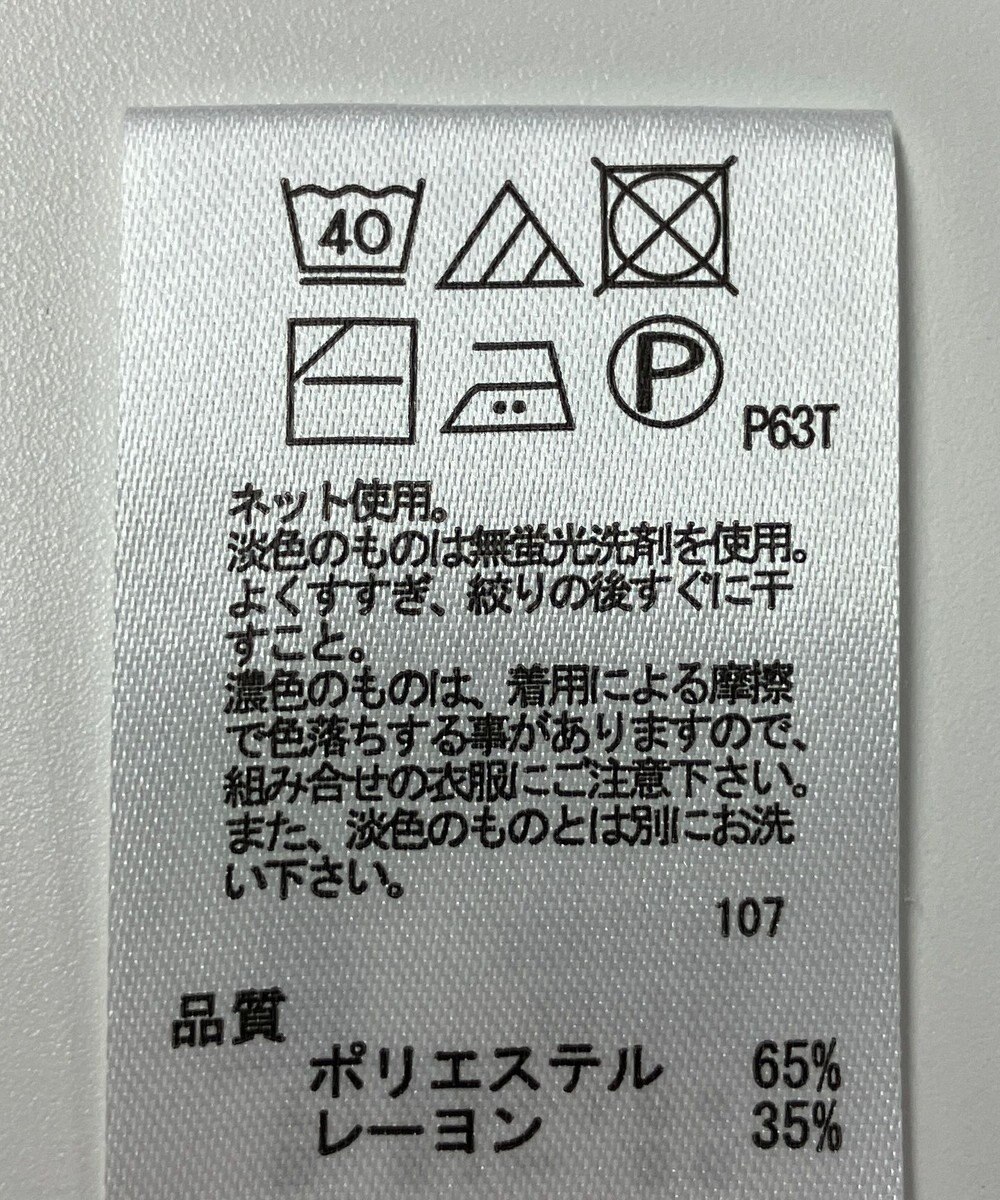 40
P
P63T
ネット使用。
淡色のものは無蛍光洗剤を使用。
よくすすぎ、絞りの後すぐに干
すこと。
濃色のものは、着用による摩擦
で色落ちする事がありますので、
組み合せの衣服にご注意下さい。
また、淡色のものとは別にお洗
い下さい。
107
品質
ポリエステル 65%
レーヨン 35%